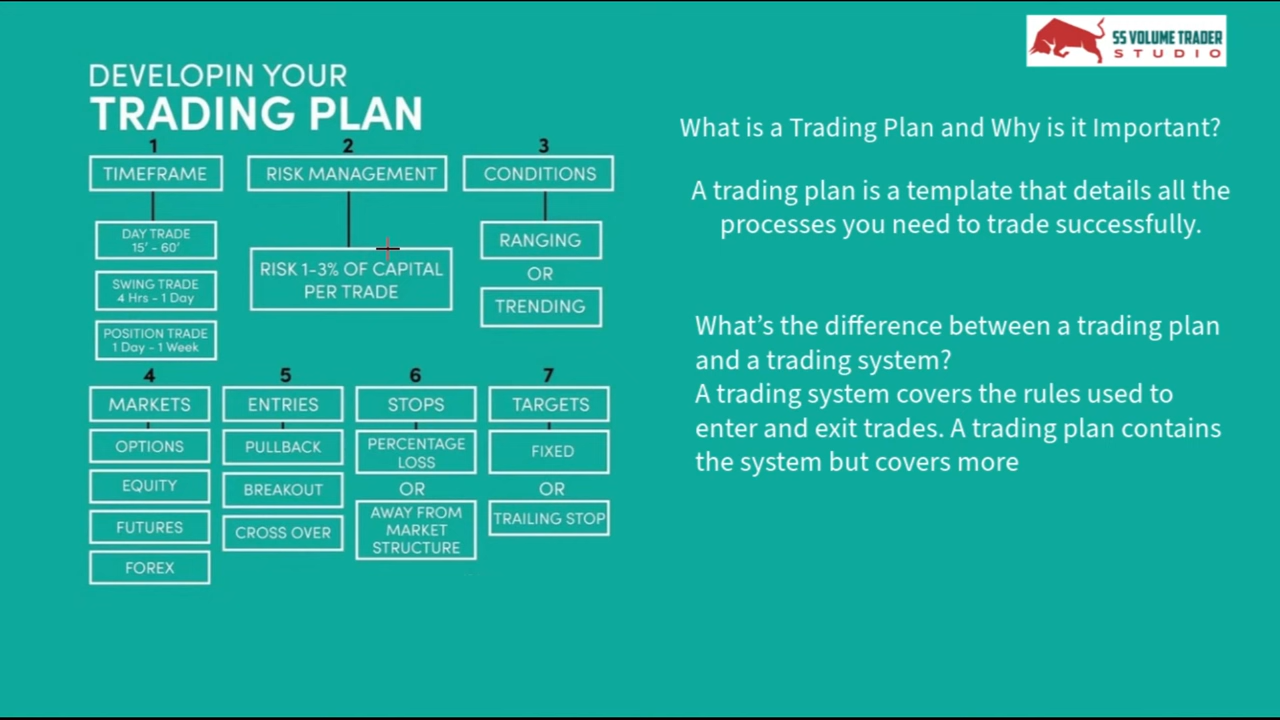 SS VOLUME TRADER
STUDIO
DEVELOPIN YOUR
TRADING PLAN
1
TIMEFRAME
DAY TRADE
15' - 60'
SWING TRADE
4 Hrs - 1 Day
POSITION TRADE
1 Day - 1 Week
2
RISK MANAGEMENT
RISK 1-3% OF CAPITAL
PER TRADE
3
CONDITIONS
RANGING
OR
TRENDING
4
MARKETS
OPTIONS
EQUITY
FUTURES
FOREX
5
ENTRIES
PULLBACK
BREAKOUT
CROSS OVER
6
STOPS
PERCENTAGE
LOSS
OR
AWAY FROM
MARKET
STRUCTURE
7
TARGETS
FIXED
OR
TRAILING STOP
What is a Trading Plan and Why is it Important?
A trading plan is a template that details all the
processes you need to trade successfully.
What’s the difference between a trading plan
and a trading system?
A trading system covers the rules used to
enter and exit trades. A trading plan contains
the system but covers more